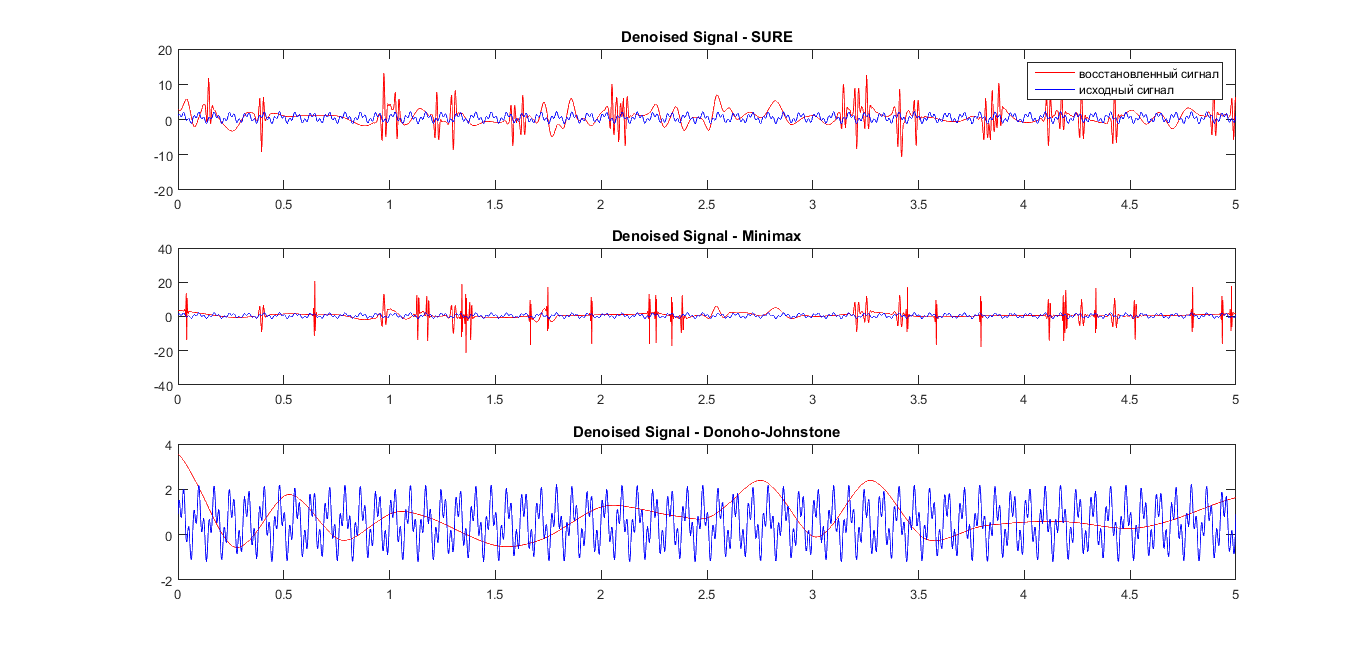 Denoised Signal - SURE
20
10
0
-10
-20
восстановленный сигнал
исходный сигнал
0 0.5 1 1.5 2 2.5 3 3.5 4 4.5 5
Denoised Signal - Minimax
40
20
0
-20
-40
0 0.5 1 1.5 2 2.5 3 3.5 4 4.5 5
Denoised Signal - Donoho-Johnstone
4
2
0
-2
0 0.5 1 1.5 2 2.5 3 3.5 4 4.5 5